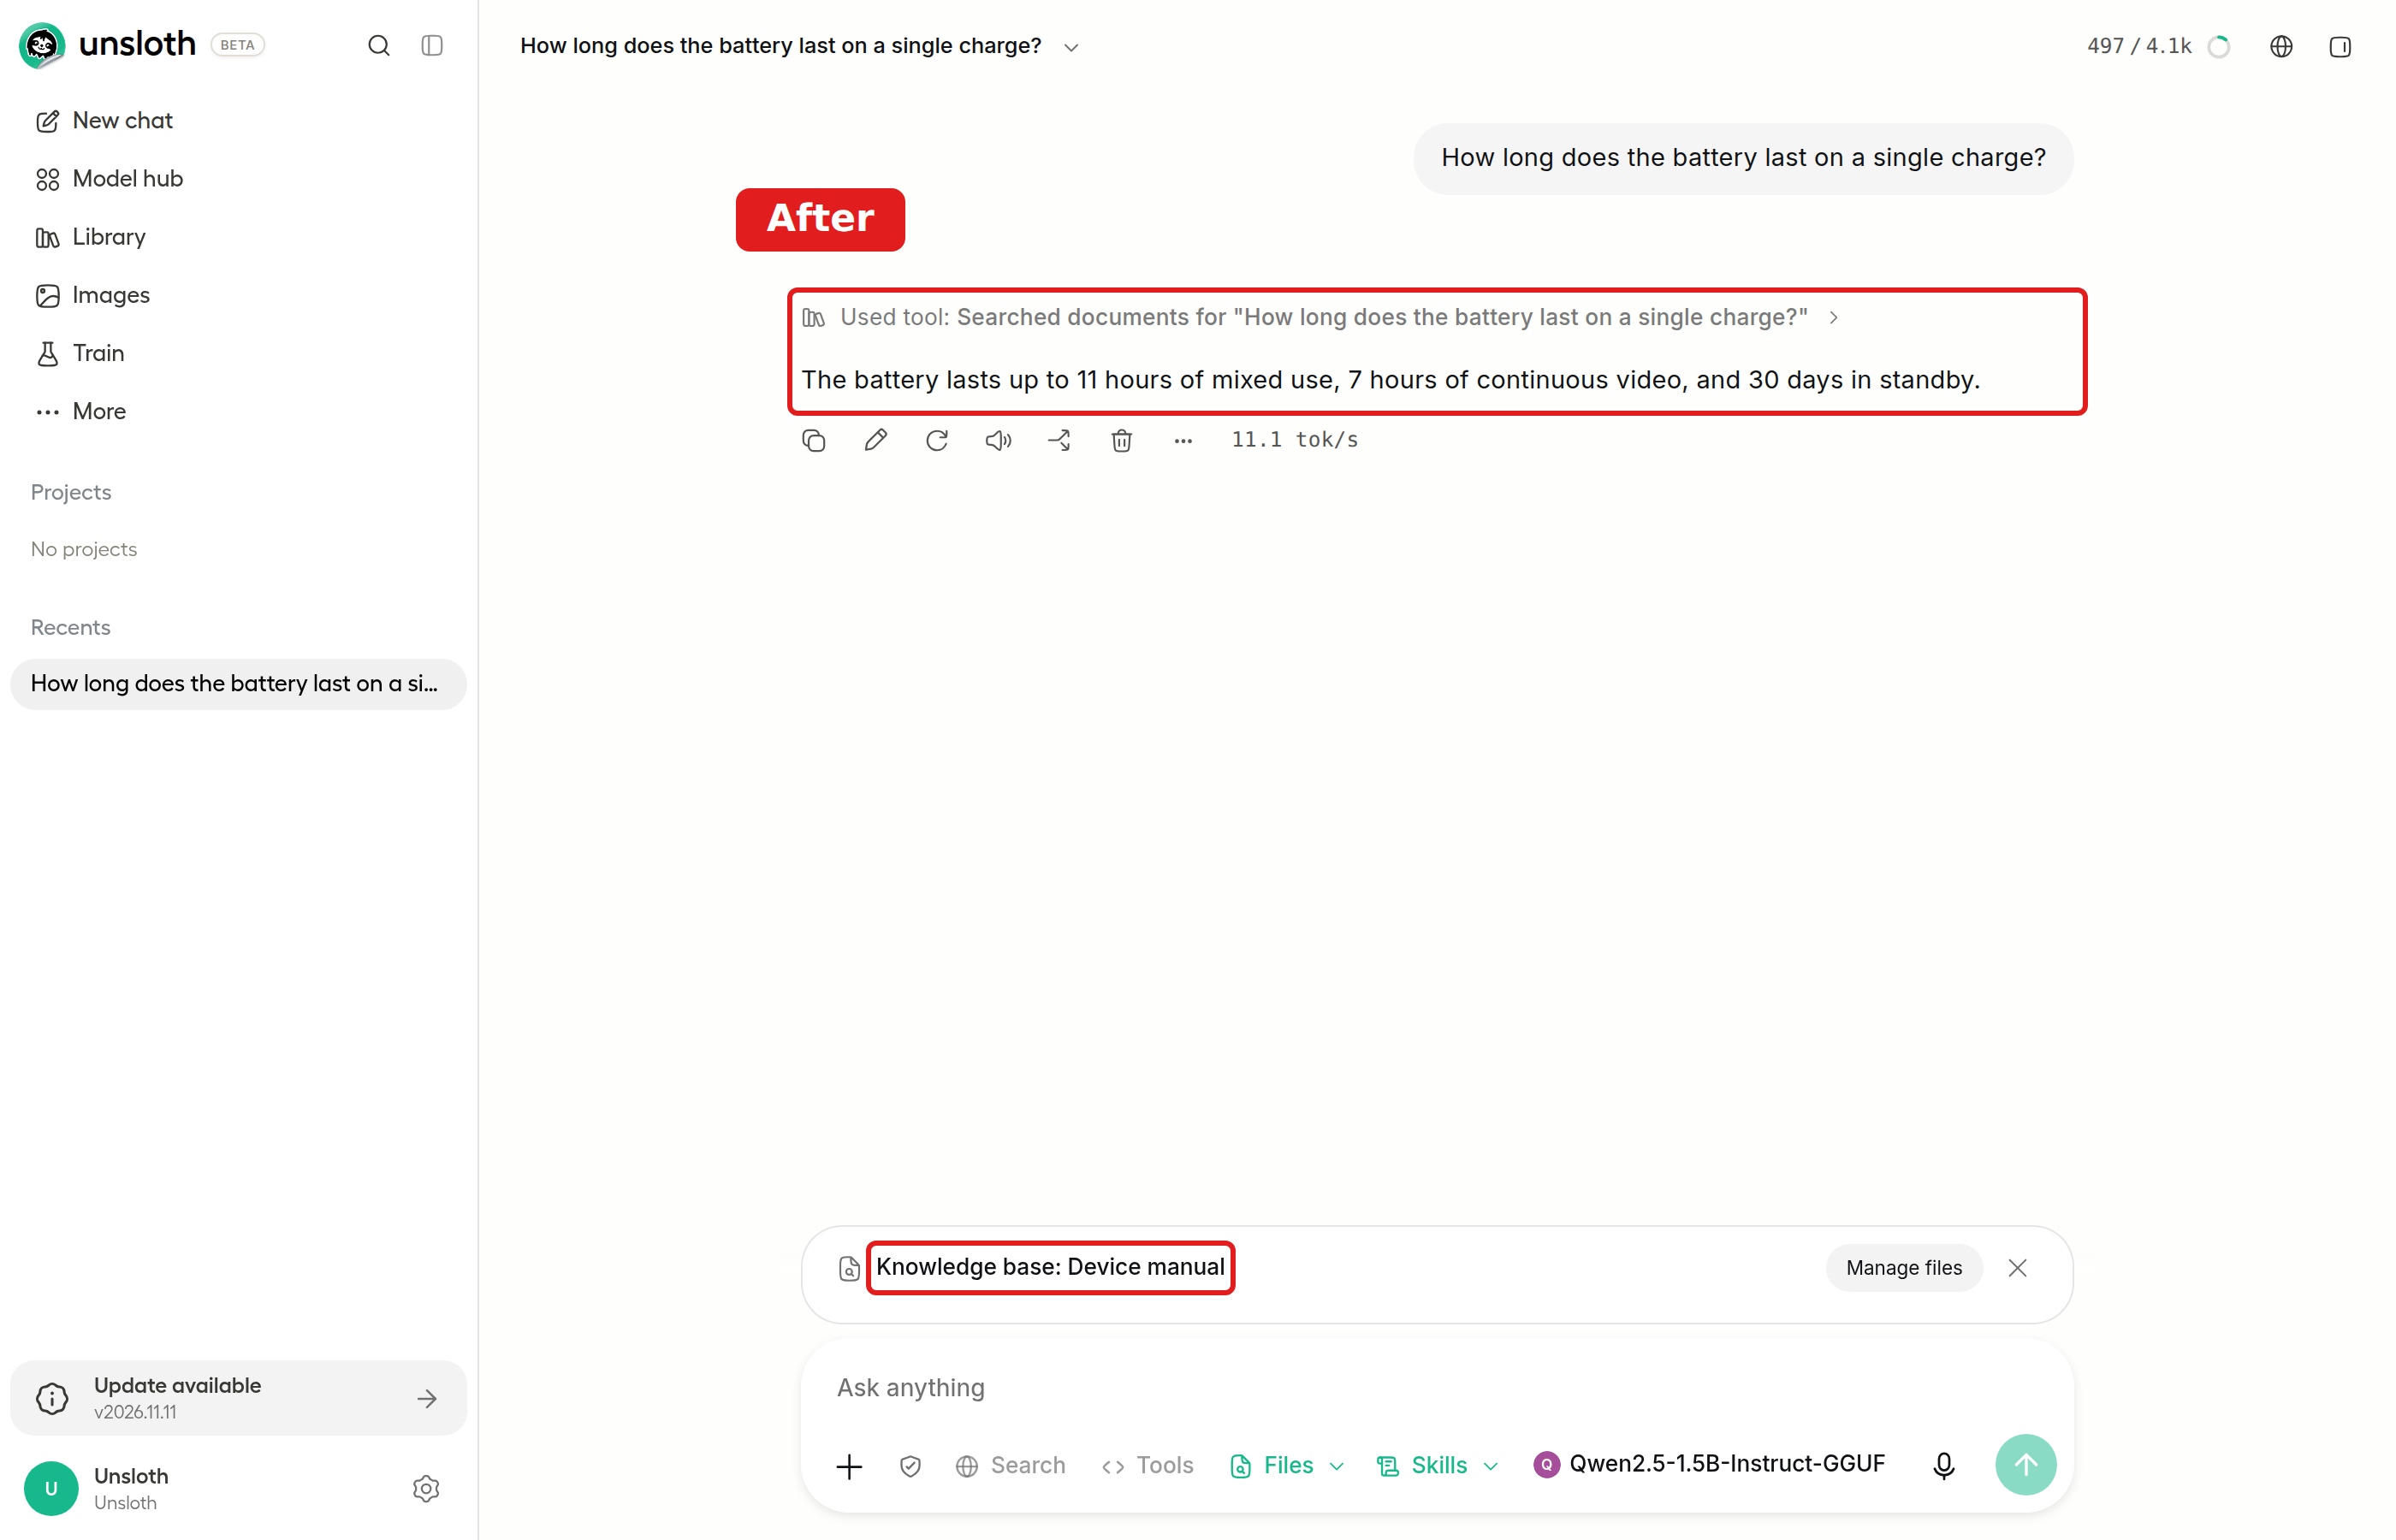 unsloth BETA
New chat
Model hub
Library
Images
Train
More
Projects
No projects
Recents
How long does the battery last on a si...
Update available
v2026.11.11
U
Unsloth
Unsloth
How long does the battery last on a single charge?
497 / 4.1k
How long does the battery last on a single charge?
After
Used tool: Searched documents for "How long does the battery last on a single charge?"
The battery lasts up to 11 hours of mixed use, 7 hours of continuous video, and 30 days in standby.
11.1 tok/s
Knowledge base: Device manual
Manage files
Ask anything
Search
Tools
Files
Skills
Q Qwen2.5-1.5B-Instruct-GGUF